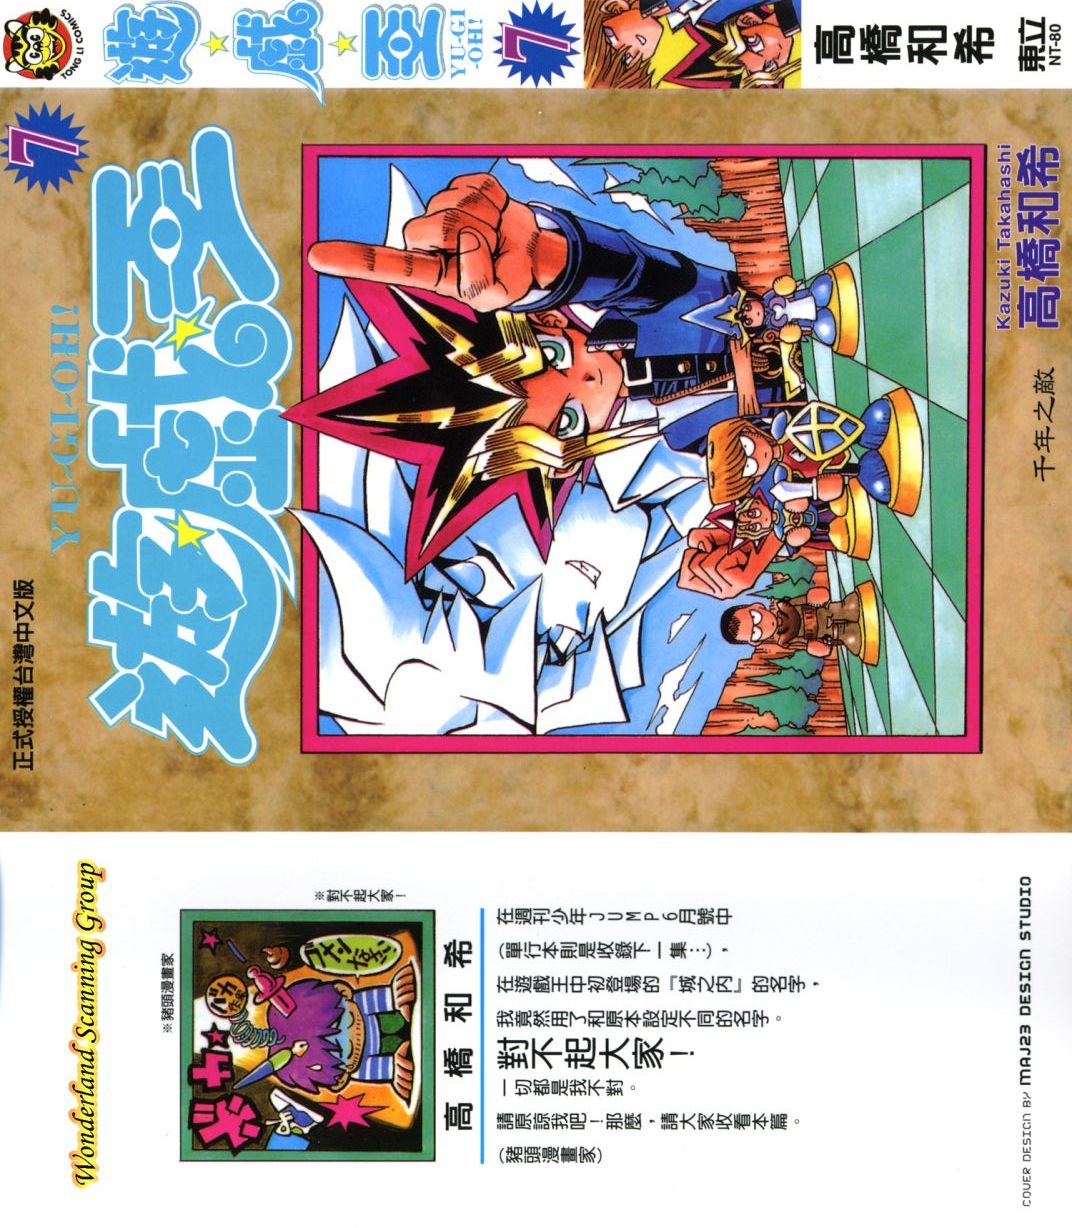 TONG LI COMICS
遊戲王
YU-GI-OH!
7
高橋和希
東立
NT-80
7
遊戲王
YU-GI-OH!
正式授權台灣中文版
Kazuki Takahashi
高橋和希
千年之敵
Wonderland Scanning Group
※豬頭漫畫家
※對不起大家！
高橋和希
在週刊少年JUMP6月號中
(單行本則是收錄下一集…)，
在遊戲王中初登場的『城之内』的名字，
我竟然用了和原本設定不同的名字。
對不起大家！
一切都是我不對。
請原諒我吧！那麼，請大家收看本篇。
(豬頭漫畫家)
COVER DESIGN BY MAJ23 DESIGN STUDIO